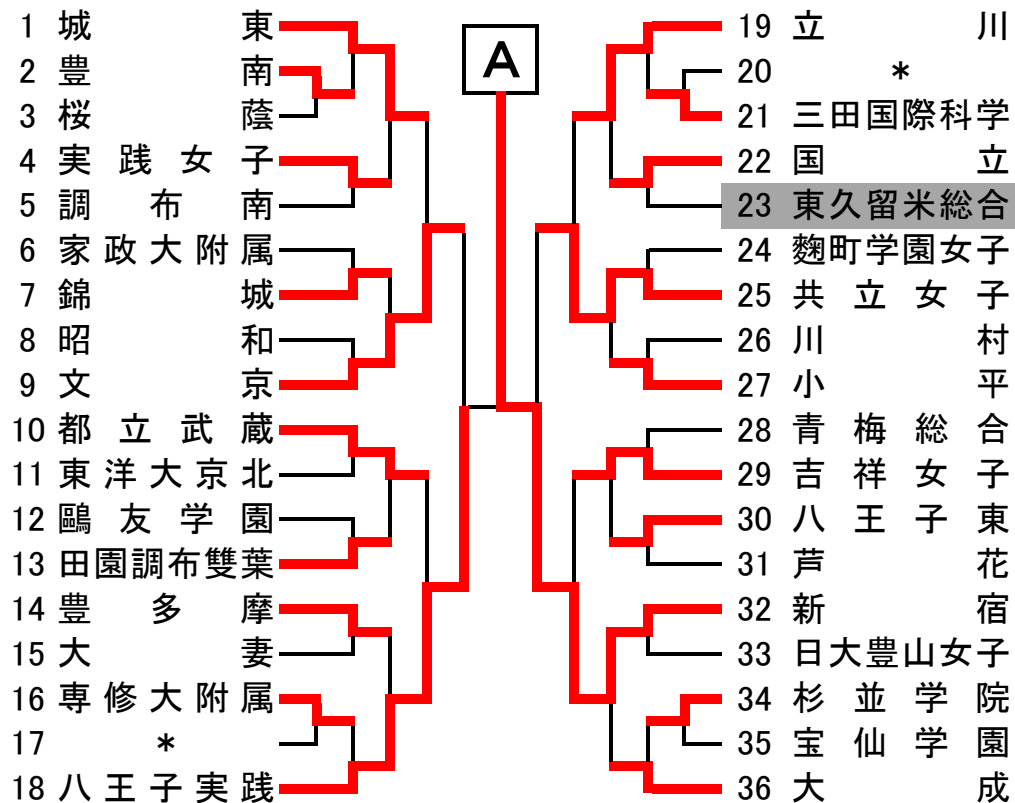 A
1 城東
2 豊南
3 桜蔭
4 実践女子
5 調布南
6 家政大附属
7 錦城
8 昭和
9 文京
10 都立武蔵
11 東洋大京北
12 鷗友学園
13 田園調布雙葉
14 豊多摩
15 大妻
16 専修大附属
17 *
18 八王子実践
19 立川
20 *
21 三田国際科学
22 国立
23 東久留米総合
24 麴町学園女子
25 共立女子
26 川村
27 小平
28 青梅総合
29 吉祥女子
30 八王子東
31 芦花
32 新宿
33 日大豊山女子
34 杉並学院
35 宝仙学園
36 大成